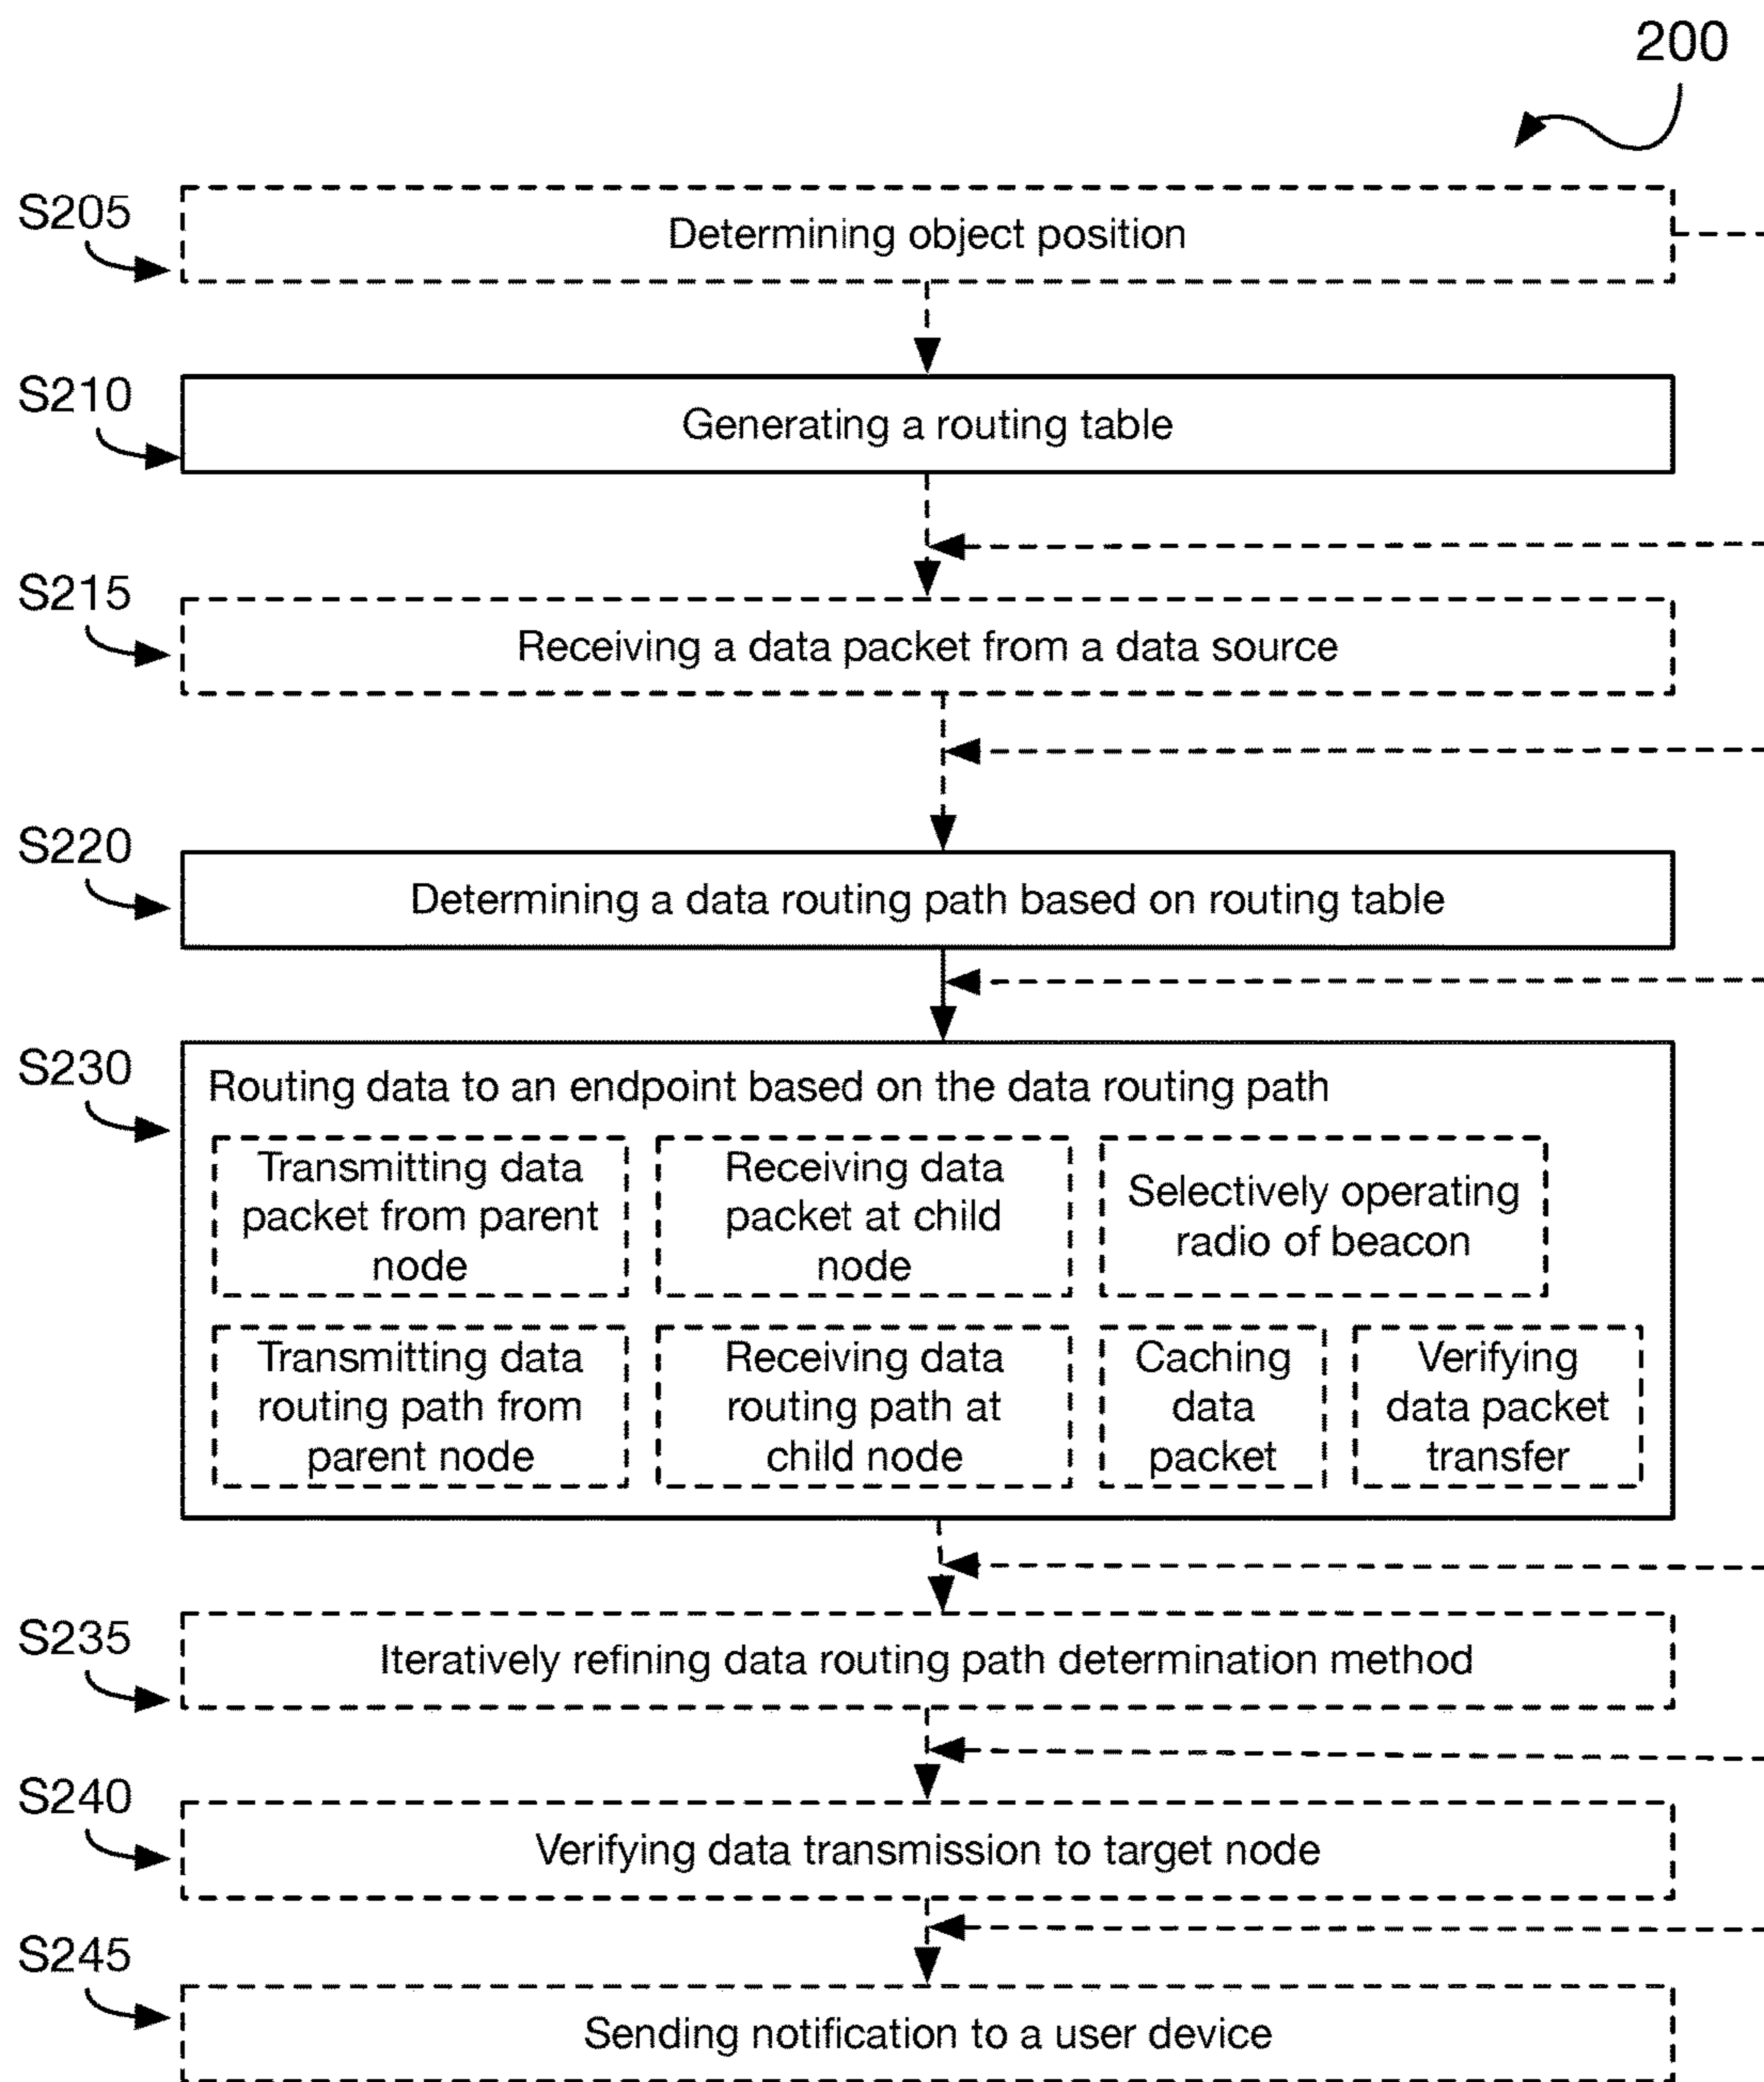 200
S205
Determining object position
S210
Generating a routing table
S215
Receiving a data packet from a data source
S220
Determining a data routing path based on routing table
S230
Routing data to an endpoint based on the data routing path
Transmitting data
packet from parent
node
Receiving data
packet at child
node
Selectively operating
radio of beacon
Transmitting data
routing path from
parent node
Receiving data
routing path at
child node
Caching
data
packet
Verifying
data packet
transfer
S235
Iteratively refining data routing path determination method
S240
Verifying data transmission to target node
S245
Sending notification to a user device